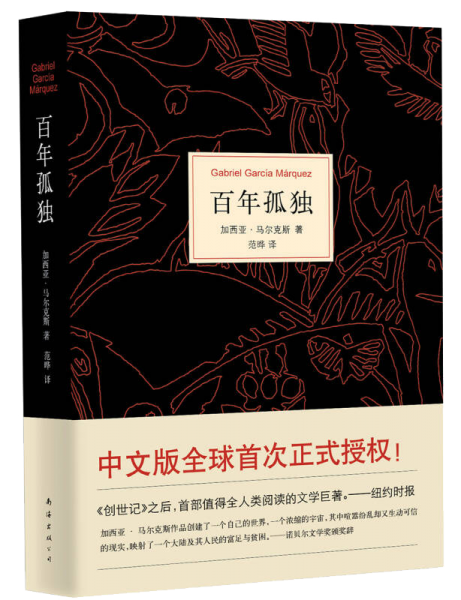 Gabriel
García
Márquez
百年孤独
加西亚·马尔克斯 著
范晔 译
南海出版公司
Gabriel García Márquez
百年孤独
加西亚·马尔克斯 著
范晔 译
中文版全球首次正式授权！
《创世记》之后，首部值得全人类阅读的文学巨著。——纽约时报
加西亚·马尔克斯作品创建了一个自己的世界，一个浓缩的宇宙，其中喧嚣纷乱却又生动可信
的现实，映射了一个大陆及其人民的富足与贫困。——诺贝尔文学奖颁奖辞